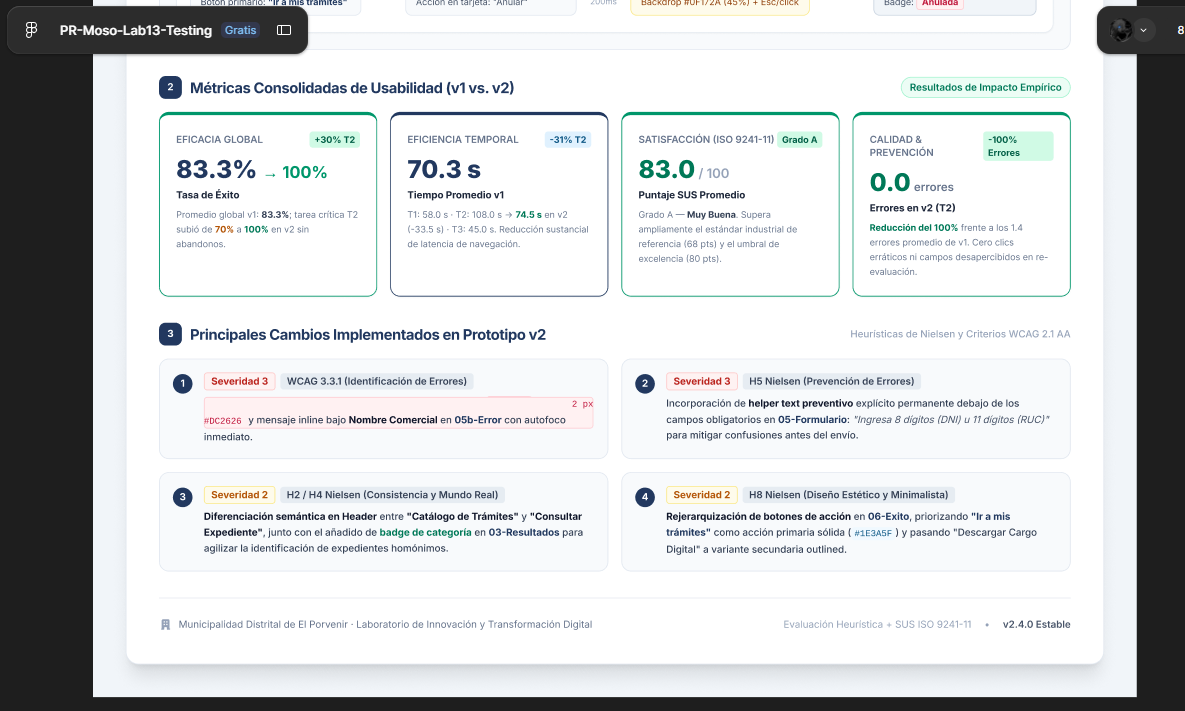 Botón primario: "Ir a mis trámites"
Acción en tarjeta: "Anular"
200ms
Backdrop #0F172A (45%) + Esc/click
Badge: Anulada
PR-Moso-Lab13-Testing Gratis
8
2 Métricas Consolidadas de Usabilidad (v1 vs. v2)
Resultados de Impacto Empírico
EFICACIA GLOBAL +30% T2
83.3% → 100%
Tasa de Éxito
Promedio global v1: 83.3%; tarea crítica T2
subió de 70% a 100% en v2 sin
abandonos.
EFICIENCIA TEMPORAL -31% T2
70.3 s
Tiempo Promedio v1
T1: 58.0 s · T2: 108.0 s → 74.5 s en v2
(-33.5 s) · T3: 45.0 s. Reducción sustancial
de latencia de navegación.
SATISFACCIÓN (ISO 9241-11) Grado A
83.0 / 100
Puntaje SUS Promedio
Grado A — Muy Buena. Supera
ampliamente el estándar industrial de
referencia (68 pts) y el umbral de
excelencia (80 pts).
CALIDAD &
PREVENCIÓN
-100%
Errores
0.0 errores
Errores en v2 (T2)
Reducción del 100% frente a los 1.4
errores promedio de v1. Cero clics
erráticos ni campos desapercibidos en re-
evaluación.
3 Principales Cambios Implementados en Prototipo v2
Heurísticas de Nielsen y Criterios WCAG 2.1 AA
1 Severidad 3 WCAG 3.3.1 (Identificación de Errores)
2 px
#DC2626 y mensaje inline bajo Nombre Comercial en 05b-Error con autofoco
inmediato.
2 Severidad 3 H5 Nielsen (Prevención de Errores)
Incorporación de helper text preventivo explícito permanente debajo de los
campos obligatorios en 05-Formulario: "Ingresa 8 dígitos (DNI) u 11 dígitos (RUC)"
para mitigar confusiones antes del envío.
3 Severidad 2 H2 / H4 Nielsen (Consistencia y Mundo Real)
Diferenciación semántica en Header entre "Catálogo de Trámites" y "Consultar
Expediente", junto con el añadido de badge de categoría en 03-Resultados para
agilizar la identificación de expedientes homónimos.
4 Severidad 2 H8 Nielsen (Diseño Estético y Minimalista)
Rejerarquización de botones de acción en 06-Exito, priorizando "Ir a mis
trámites" como acción primaria sólida ( #1E3A5F ) y pasando "Descargar Cargo
Digital" a variante secundaria outlined.
Municipalidad Distrital de El Porvenir · Laboratorio de Innovación y Transformación Digital
Evaluación Heurística + SUS ISO 9241-11 • v2.4.0 Estable